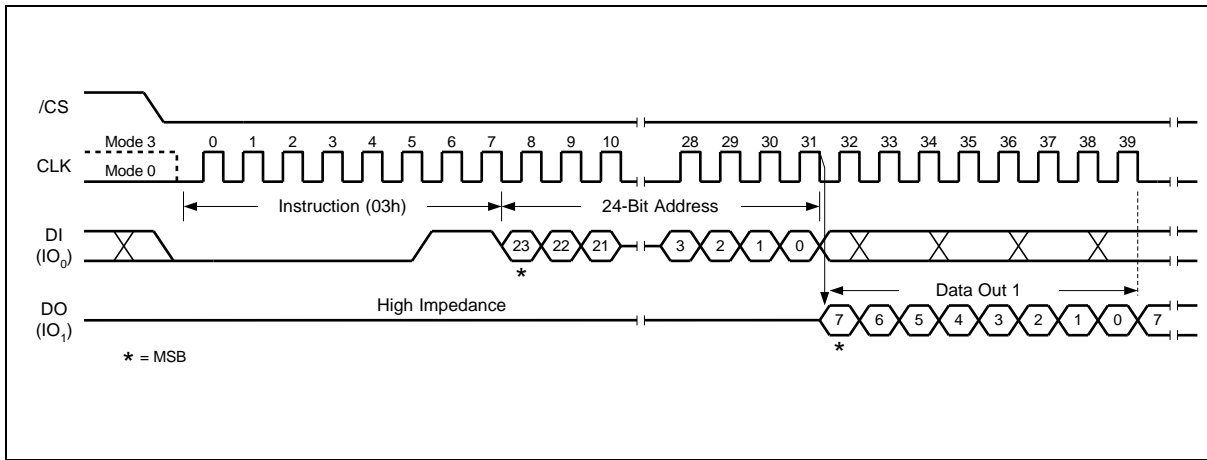 /CS
Mode 3
0 1 2 3 4 5 6 7 8 9 10 28 29 30 31 32 33 34 35 36 37 38 39
CLK
Mode 0
Instruction (03h)
24-Bit Address
DI
(IO0)
23 22 21 3 2 1 0
*
High Impedance
Data Out 1
DO
(IO1)
7 6 5 4 3 2 1 0 7
*
* = MSB